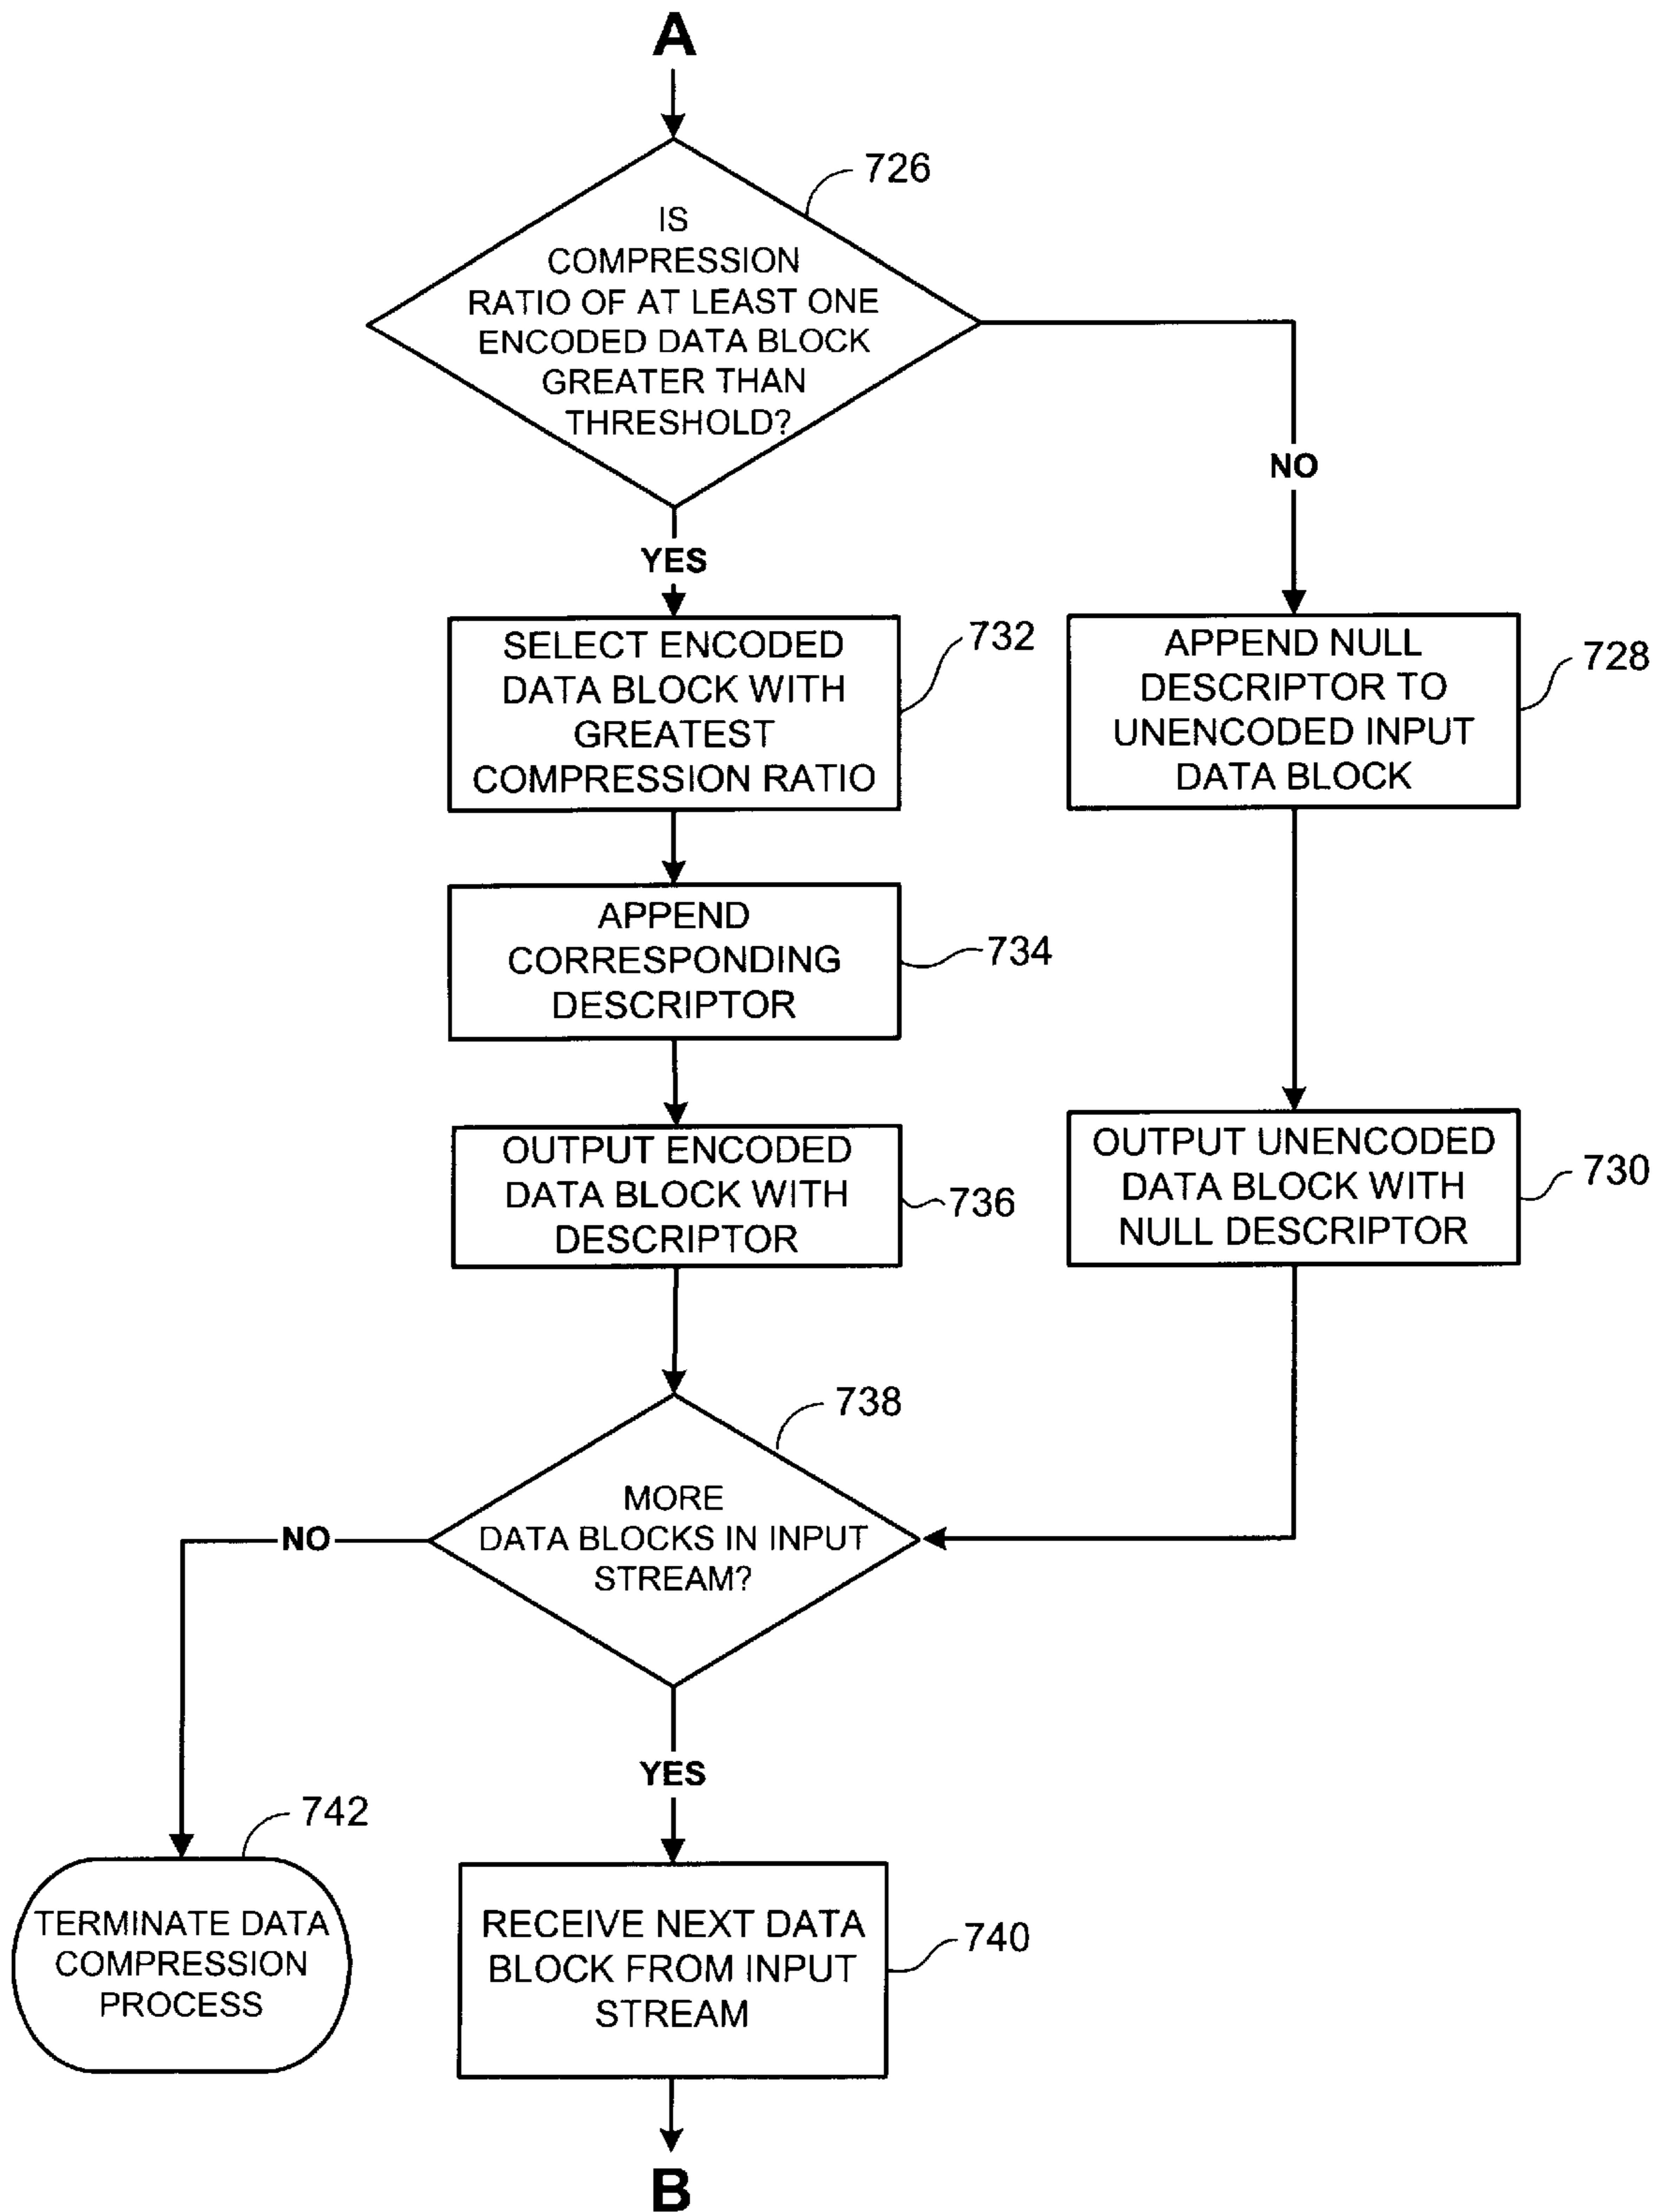 A
726
IS
COMPRESSION
RATIO OF AT LEAST ONE
ENCODED DATA BLOCK
GREATER THAN
THRESHOLD?
NO
YES
SELECT ENCODED
DATA BLOCK WITH
GREATEST
COMPRESSION RATIO
732
APPEND NULL
DESCRIPTOR TO
UNENCODED INPUT
DATA BLOCK
728
APPEND
CORRESPONDING
DESCRIPTOR
734
OUTPUT ENCODED
DATA BLOCK WITH
DESCRIPTOR
736
OUTPUT UNENCODED
DATA BLOCK WITH
NULL DESCRIPTOR
730
738
MORE
DATA BLOCKS IN INPUT
STREAM?
NO
YES
742
TERMINATE DATA
COMPRESSION
PROCESS
RECEIVE NEXT DATA
BLOCK FROM INPUT
STREAM
740
B